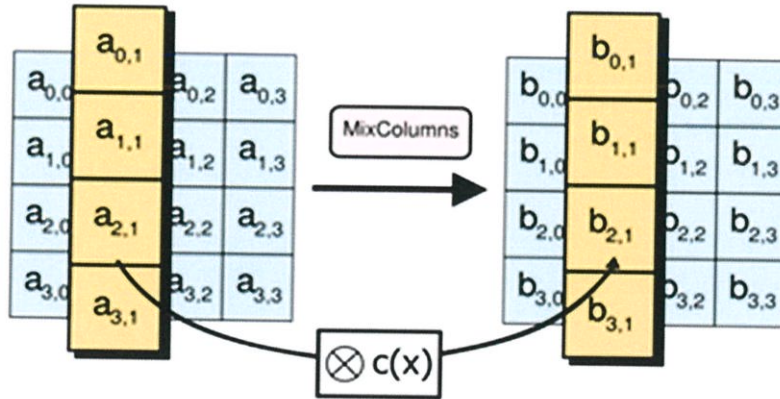 a0,1 b0,1
a0,0 a0,2 a0,3 b0,0 b0,2 b0,3
MixColumns
a1,1 b1,1
a1,0 a1,2 a1,3 b1,0 b1,2 b1,3
a2,1 b2,1
a2,0 a2,2 a2,3 b2,0 b2,2 b2,3
a3,0 a3,2 a3,3 b3,0 b3,2 b3,3
a3,1 b3,1
⊗ c(x)